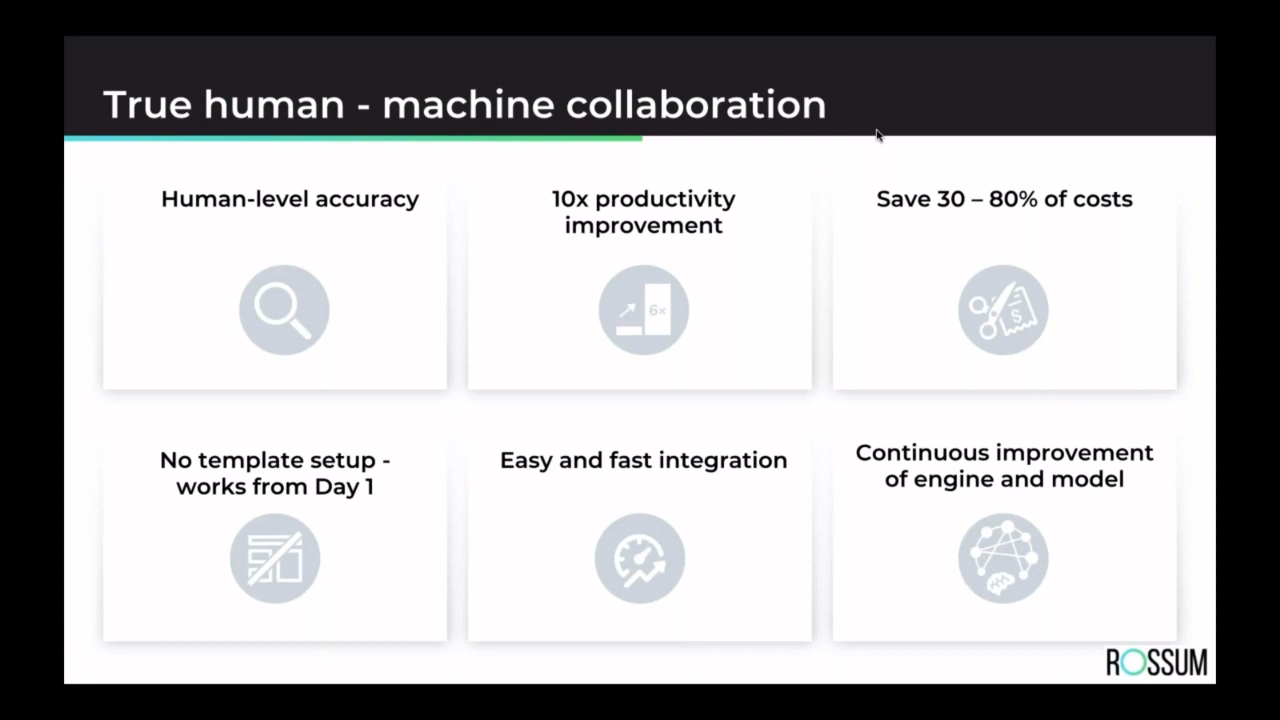 True human - machine collaboration
Human-level accuracy
10x productivity
improvement
6x
Save 30 – 80% of costs
$
No template setup -
works from Day 1
Easy and fast integration
Continuous improvement
of engine and model
ROSSUM